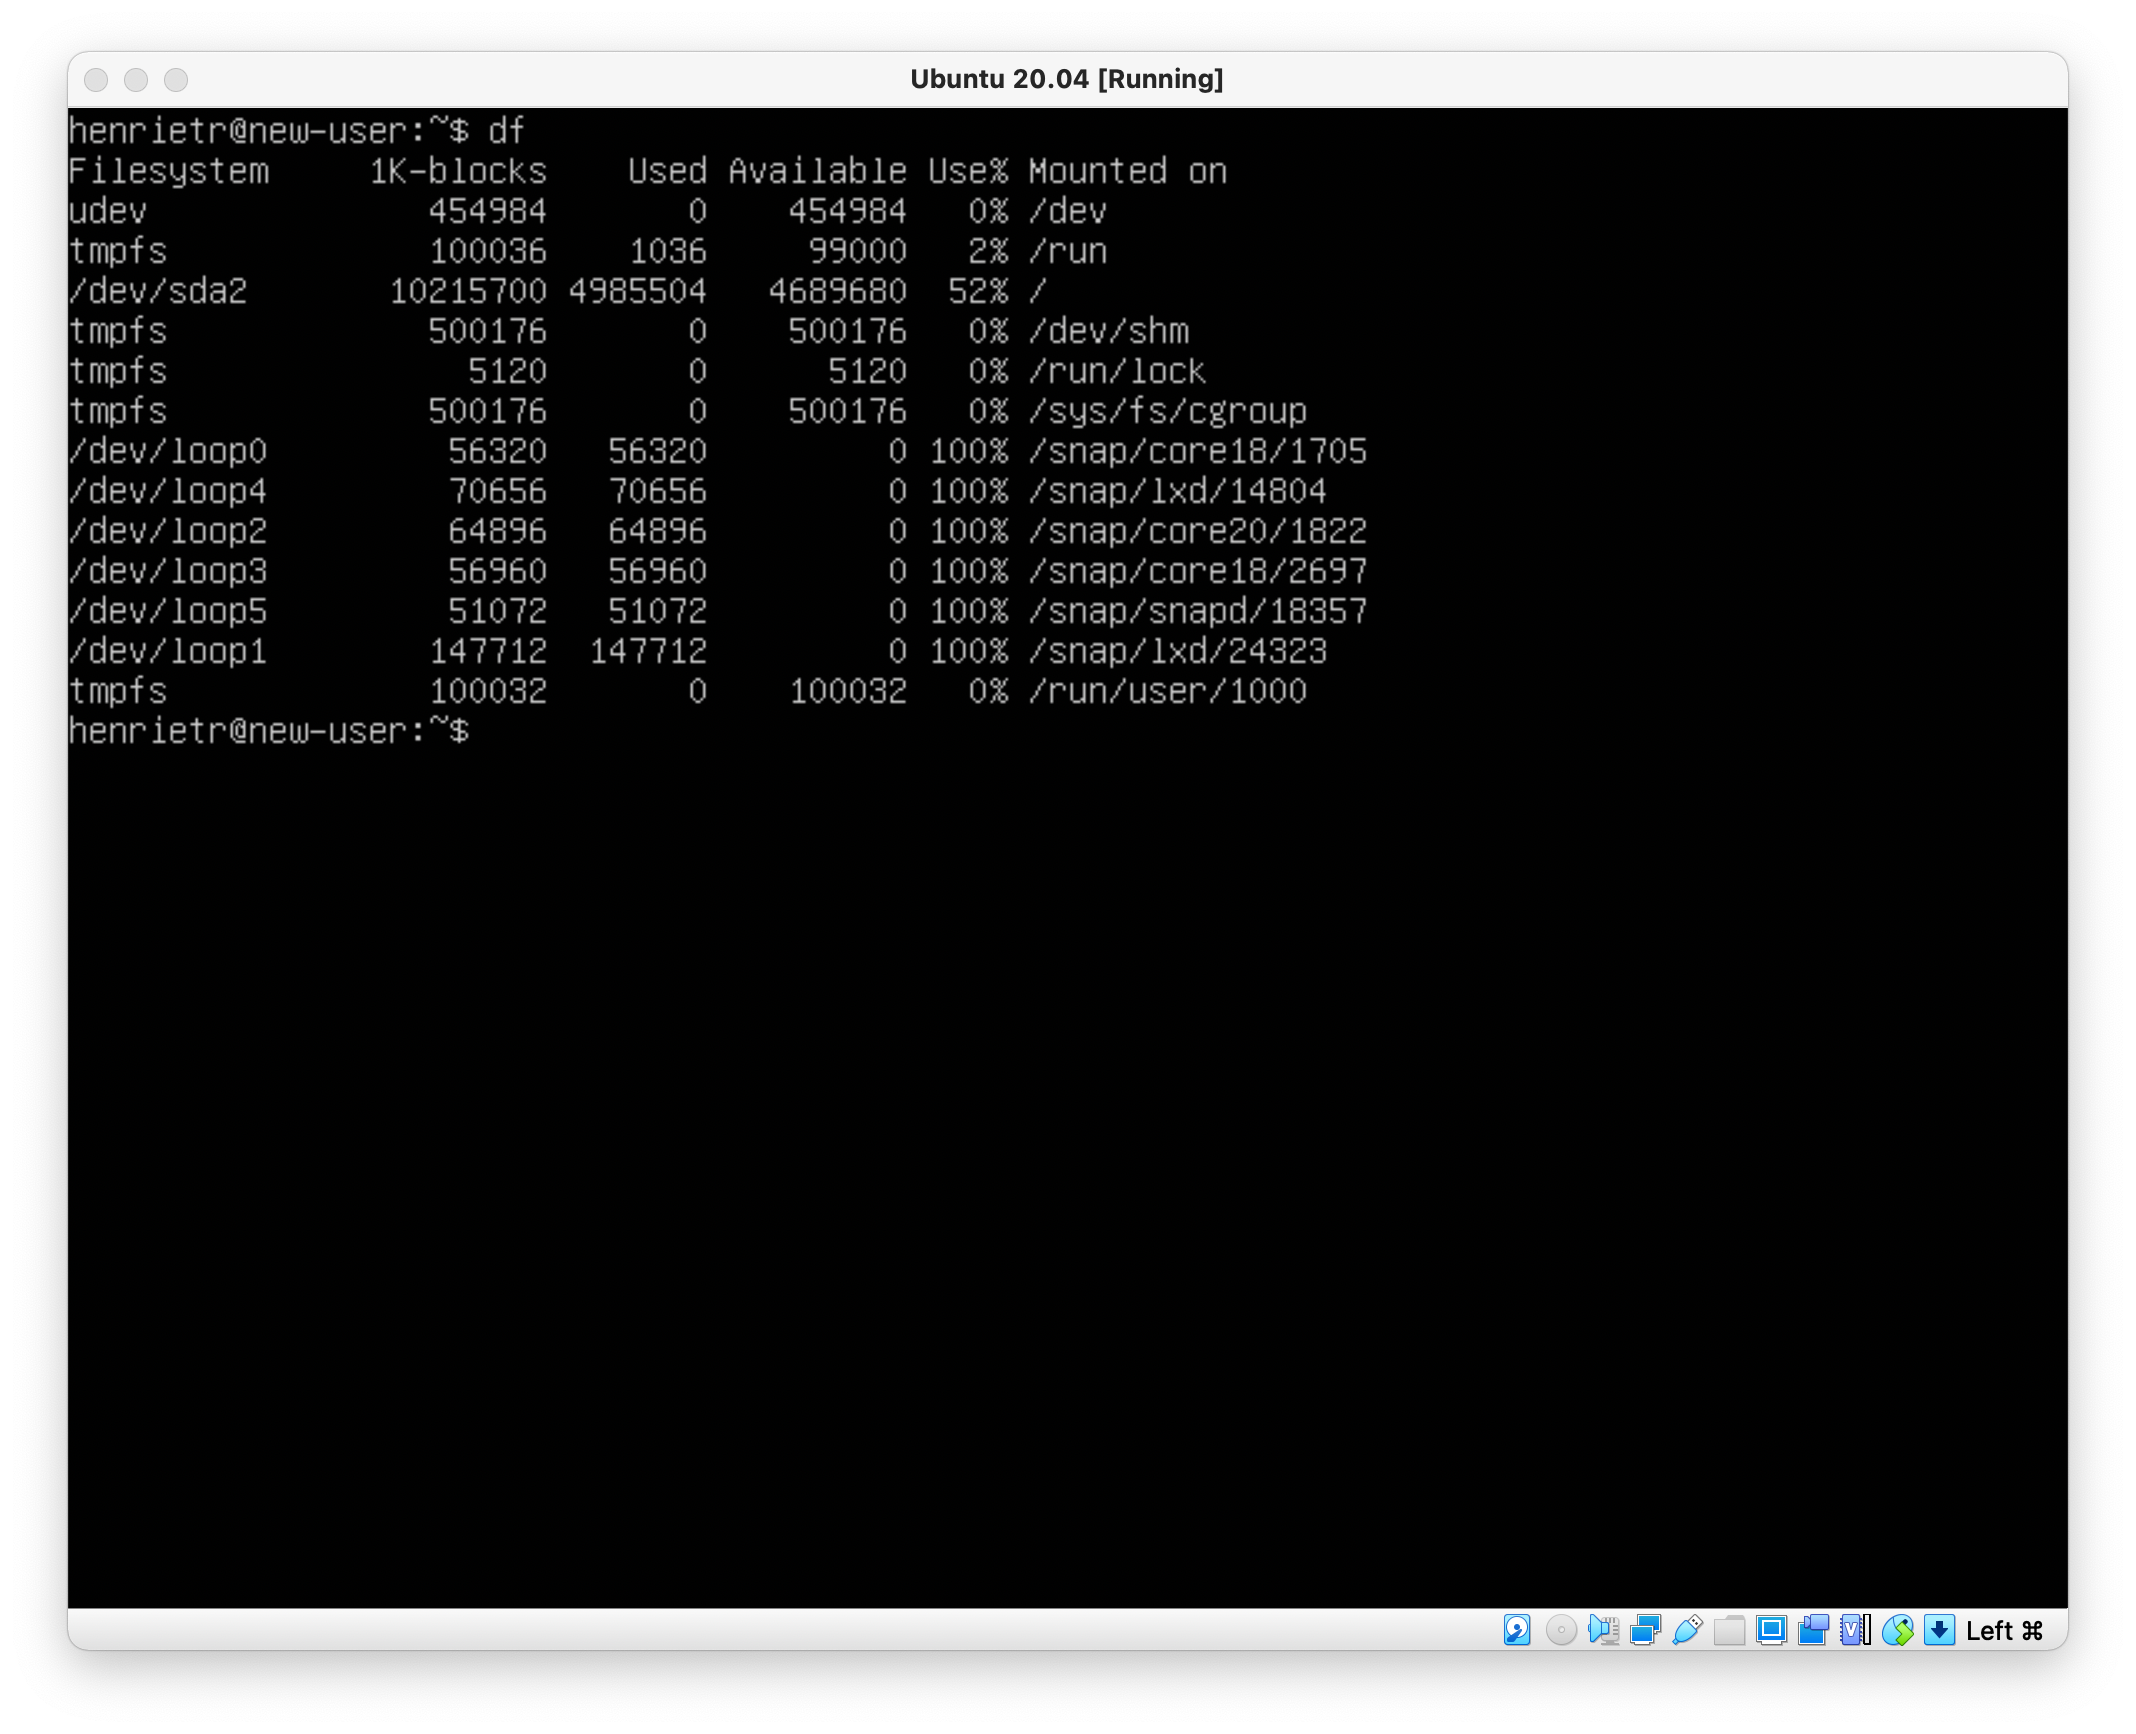 Ubuntu 20.04 [Running]
henrietr@new-user:~$ df
Filesystem     1K-blocks    Used Available Use% Mounted on
udev              454984       0    454984   0% /dev
tmpfs             100036    1036     99000   2% /run
/dev/sda2       10215700 4985504   4689680  52% /
tmpfs             500176       0    500176   0% /dev/shm
tmpfs               5120       0      5120   0% /run/lock
tmpfs             500176       0    500176   0% /sys/fs/cgroup
/dev/loop0         56320   56320         0 100% /snap/core18/1705
/dev/loop4         70656   70656         0 100% /snap/lxd/14804
/dev/loop2         64896   64896         0 100% /snap/core20/1822
/dev/loop3         56960   56960         0 100% /snap/core18/2697
/dev/loop5         51072   51072         0 100% /snap/snapd/18357
/dev/loop1        147712  147712         0 100% /snap/lxd/24323
tmpfs             100032       0    100032   0% /run/user/1000
henrietr@new-user:~$
Left ⌘